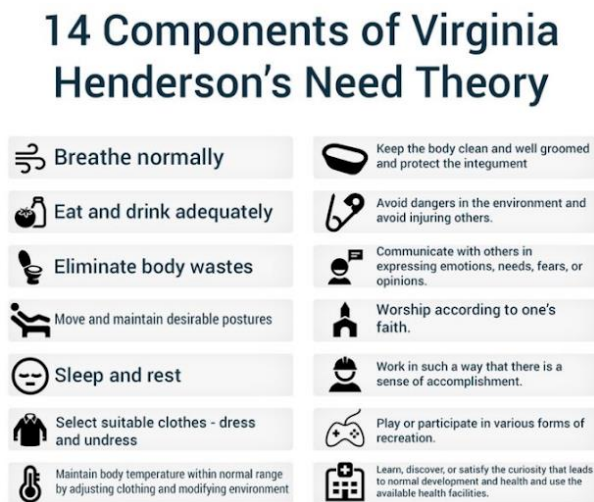 14 Components of Virginia
Henderson's Need Theory
Breathe normally
Eat and drink adequately
Eliminate body wastes
Move and maintain desirable postures
Sleep and rest
Select suitable clothes - dress
and undress
Maintain body temperature within normal range
by adjusting clothing and modifying environment
Keep the body clean and well groomed
and protect the integument
Avoid dangers in the environment and
avoid injuring others.
Communicate with others in
expressing emotions, needs, fears, or
opinions.
Worship according to one's
faith.
Work in such a way that there is a
sense of accomplishment.
Play or participate in various forms of
recreation.
Learn, discover, or satisfy the curiosity that leads
to normal development and health and use the
available health facilities.